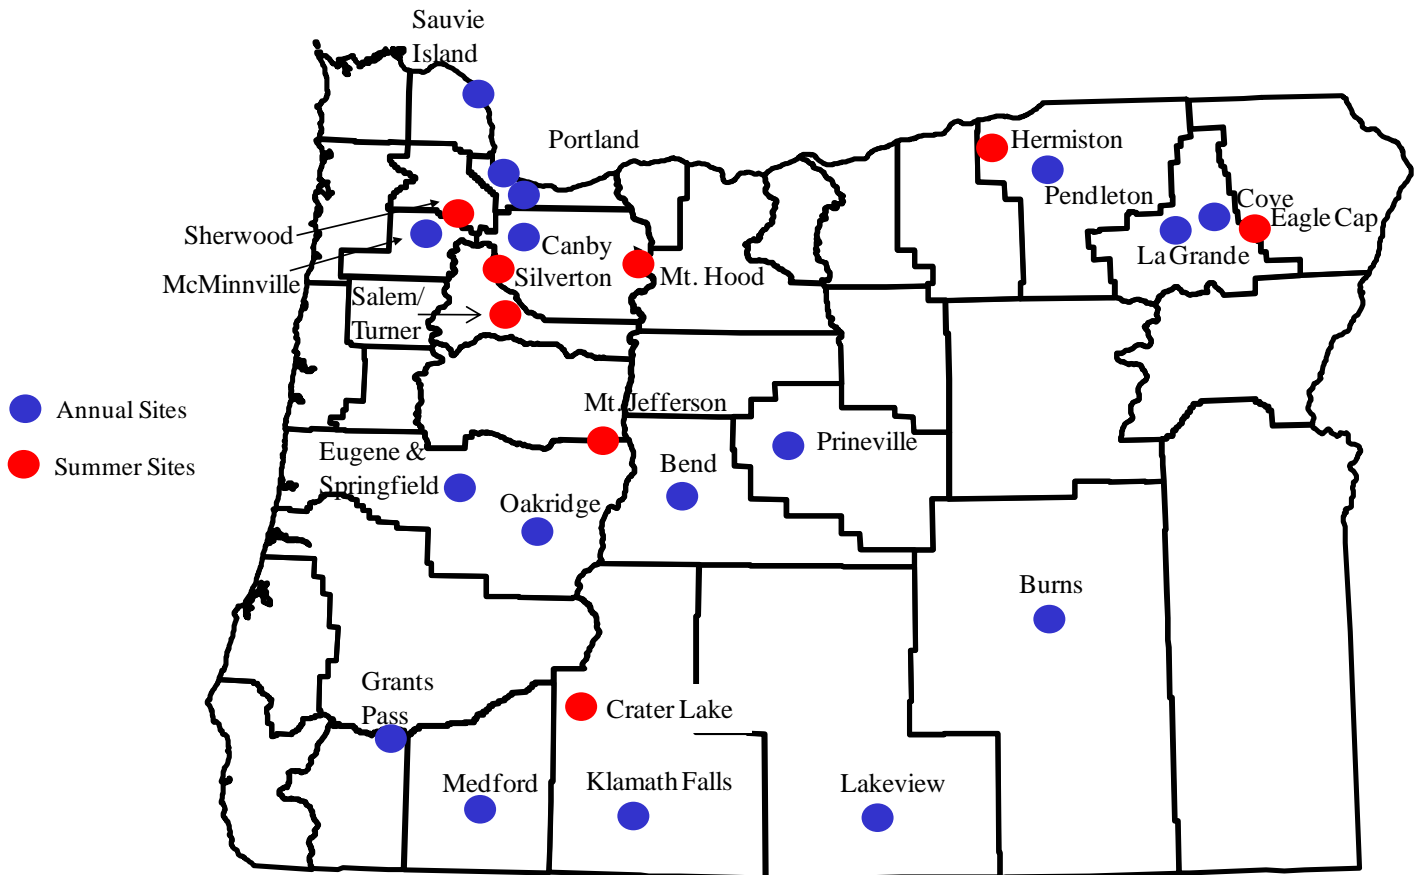 Sauvie
Island
Portland
Hermiston
Pendleton
Cove
Eagle Cap
La Grande
Sherwood
McMinnville
Canby
Silverton
Mt. Hood
Salem/
Turner
Annual Sites
Summer Sites
Mt. Jefferson
Prineville
Eugene &
Springfield
Bend
Oakridge
Burns
Grants
Pass
Crater Lake
Medford
Klamath Falls
Lakeview